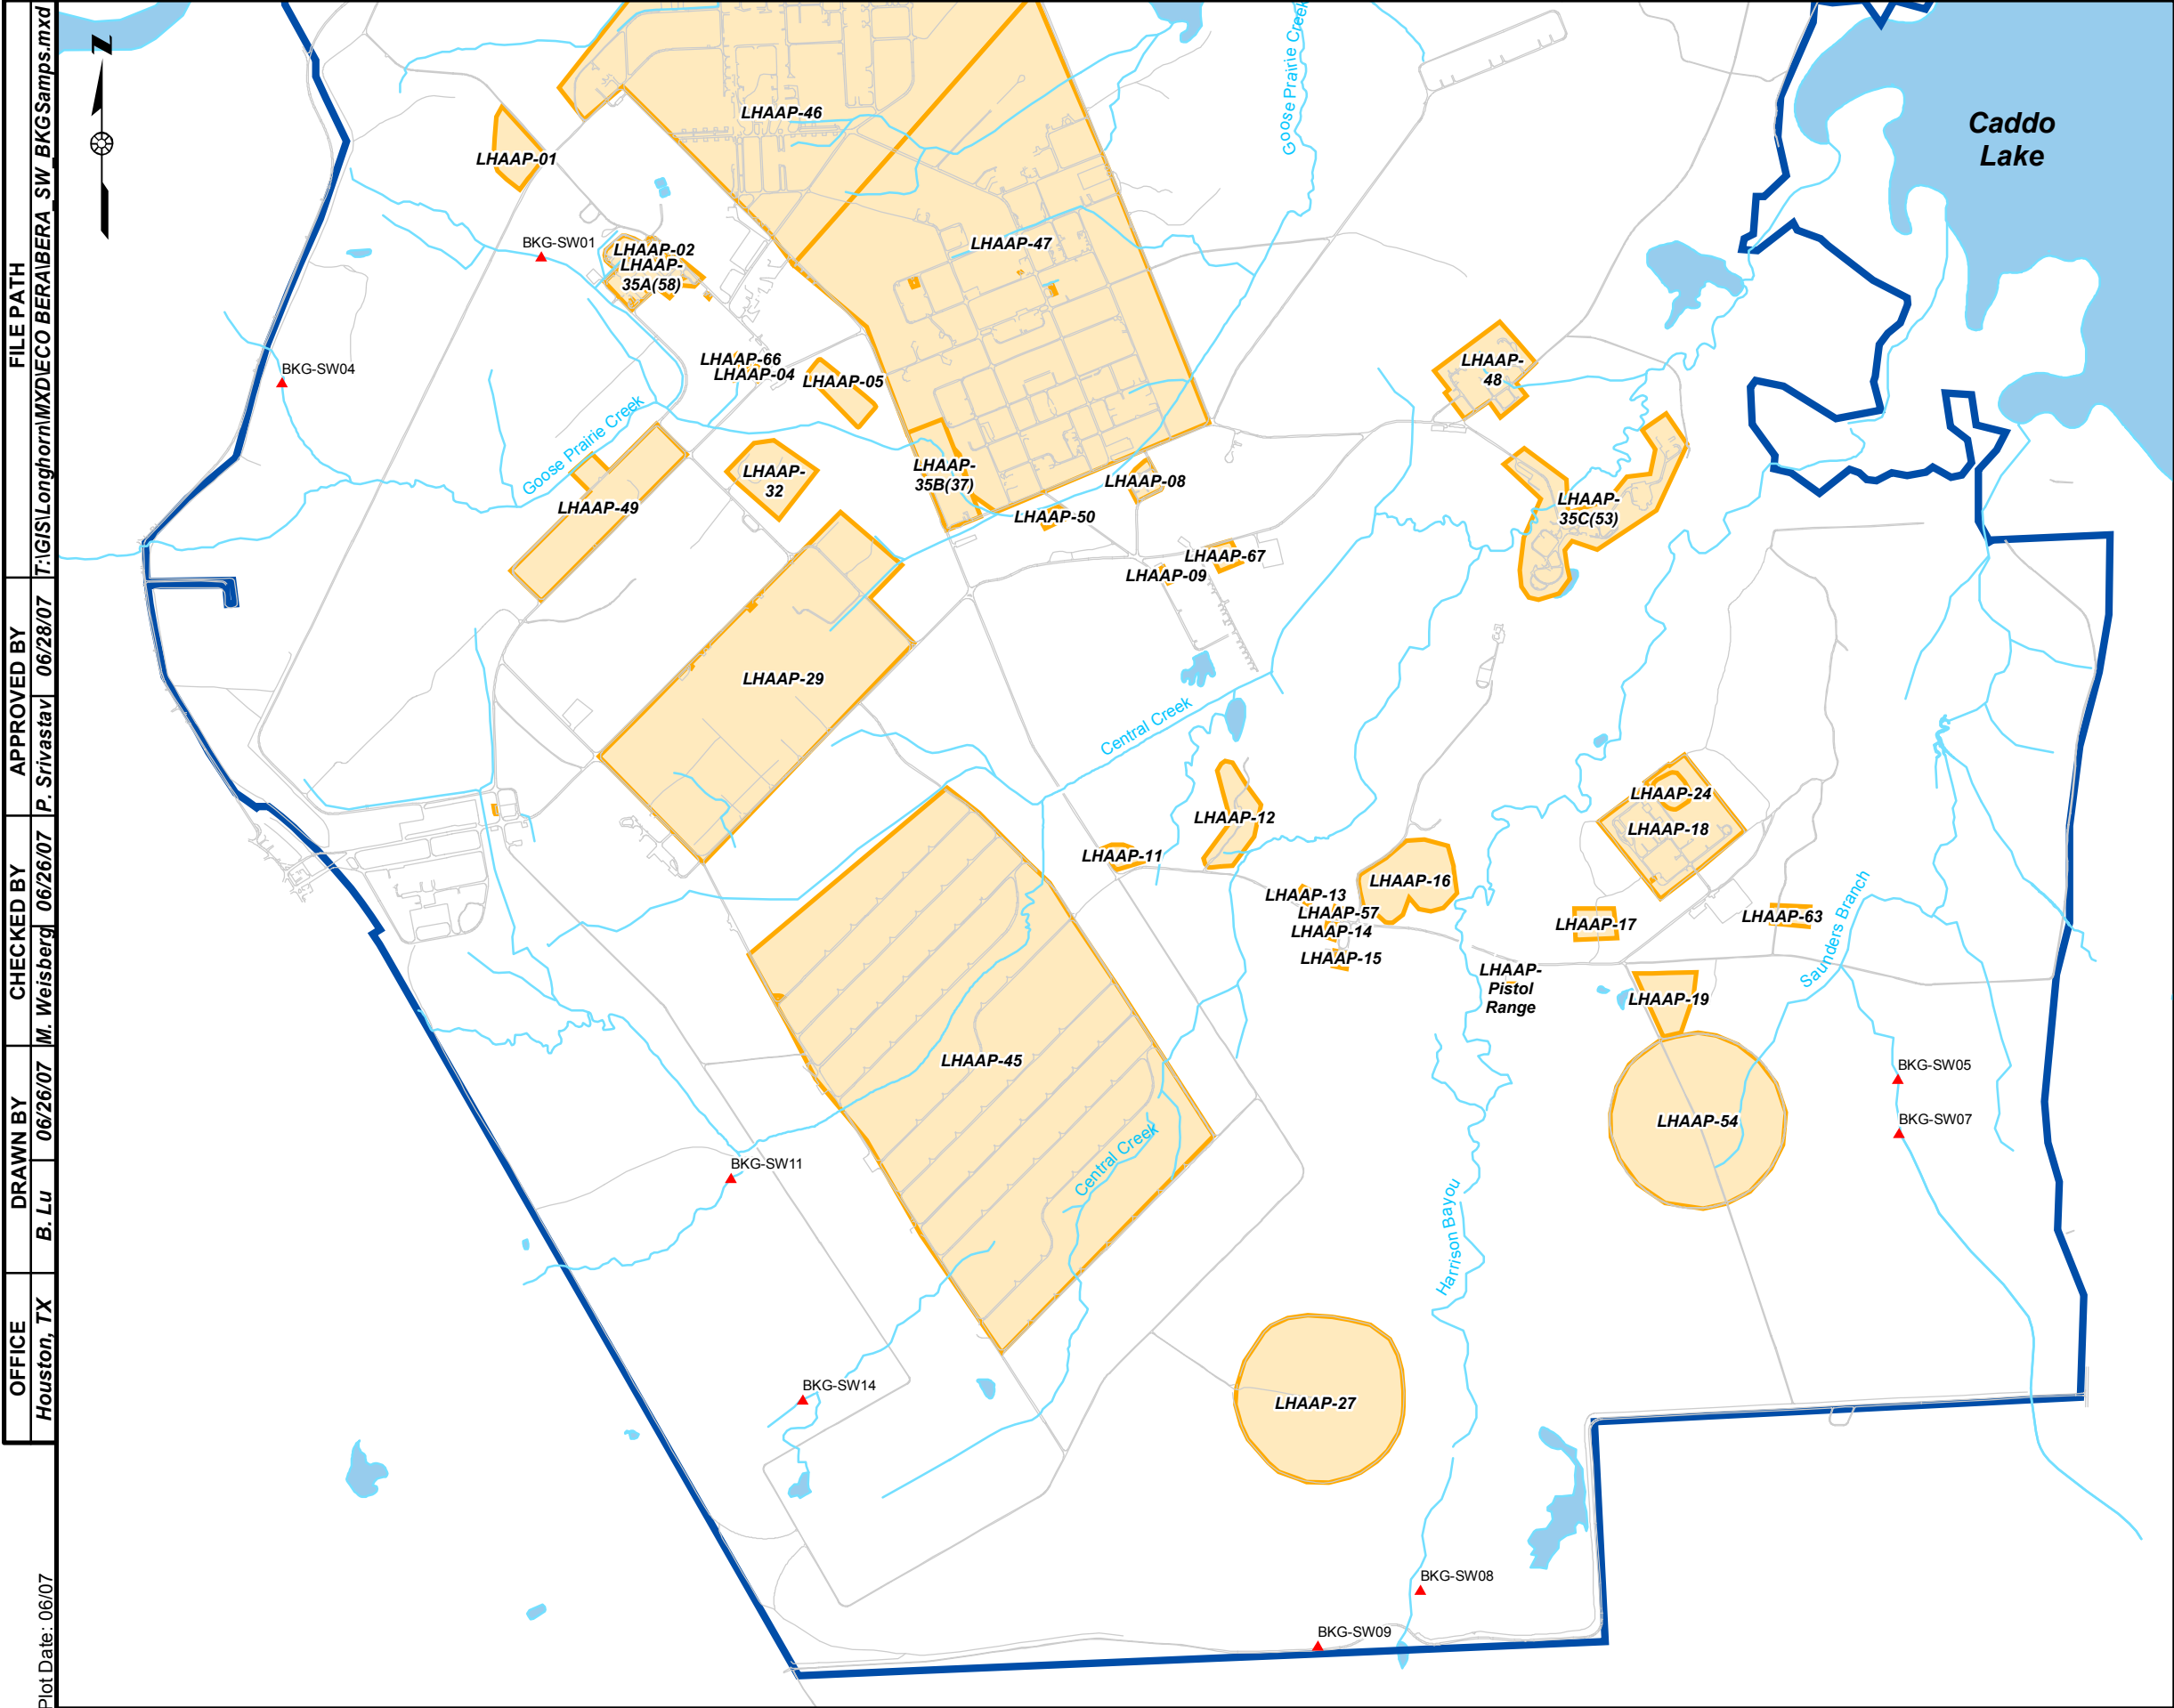 FILE PATH
T:\GIS\Longhorn\MXDECO BERA\BERA_SW_BKGSamps.mxd
APPROVED BY
P. Srivastav 06/28/07
CHECKED BY
M. Weisberg 06/26/07
DRAWN BY
B. Lu 06/26/07
OFFICE
Houston, TX
Plot Date: 06/07
N
Caddo
Lake
Goose Prairie Creek
LHAAP-46
LHAAP-01
BKG-SW01
LHAAP-02
LHAAP-
35A(58)
LHAAP-47
BKG-SW04
LHAAP-66
LHAAP-04
LHAAP-05
LHAAP-
48
Goose Prairie Creek
LHAAP-49
LHAAP-
32
LHAAP-
35B(37)
LHAAP-08
LHAAP-50
LHAAP-
35C(53)
LHAAP-67
LHAAP-09
LHAAP-29
Central Creek
LHAAP-24
LHAAP-18
LHAAP-12
LHAAP-11
LHAAP-16
LHAAP-13
LHAAP-57
LHAAP-14
LHAAP-15
LHAAP-17
LHAAP-63
Saunders Branch
LHAAP-
Pistol
Range
LHAAP-19
LHAAP-45
BKG-SW05
LHAAP-54
BKG-SW07
Central Creek
BKG-SW11
Harrison Bayou
BKG-SW14
LHAAP-27
BKG-SW08
BKG-SW09